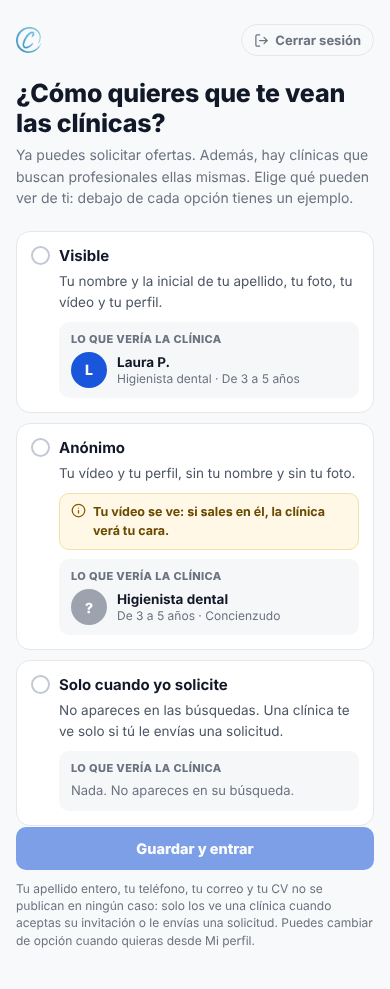 Cerrar sesión
¿Cómo quieres que te vean
las clínicas?
Ya puedes solicitar ofertas. Además, hay clínicas que
buscan profesionales ellas mismas. Elige qué pueden
ver de ti: debajo de cada opción tienes un ejemplo.
Visible
Tu nombre y la inicial de tu apellido, tu foto, tu
vídeo y tu perfil.
LO QUE VERÍA LA CLÍNICA
L
Laura P.
Higienista dental · De 3 a 5 años
Anónimo
Tu vídeo y tu perfil, sin tu nombre y sin tu foto.
Tu vídeo se ve: si sales en él, la clínica
verá tu cara.
LO QUE VERÍA LA CLÍNICA
?
Higienista dental
De 3 a 5 años · Concienzudo
Solo cuando yo solicite
No apareces en las búsquedas. Una clínica te
ve solo si tú le envías una solicitud.
LO QUE VERÍA LA CLÍNICA
Nada. No apareces en su búsqueda.
Guardar y entrar
Tu apellido entero, tu teléfono, tu correo y tu CV no se
publican en ningún caso: solo los ve una clínica cuando
aceptas su invitación o le envías una solicitud. Puedes cambiar
de opción cuando quieras desde Mi perfil.